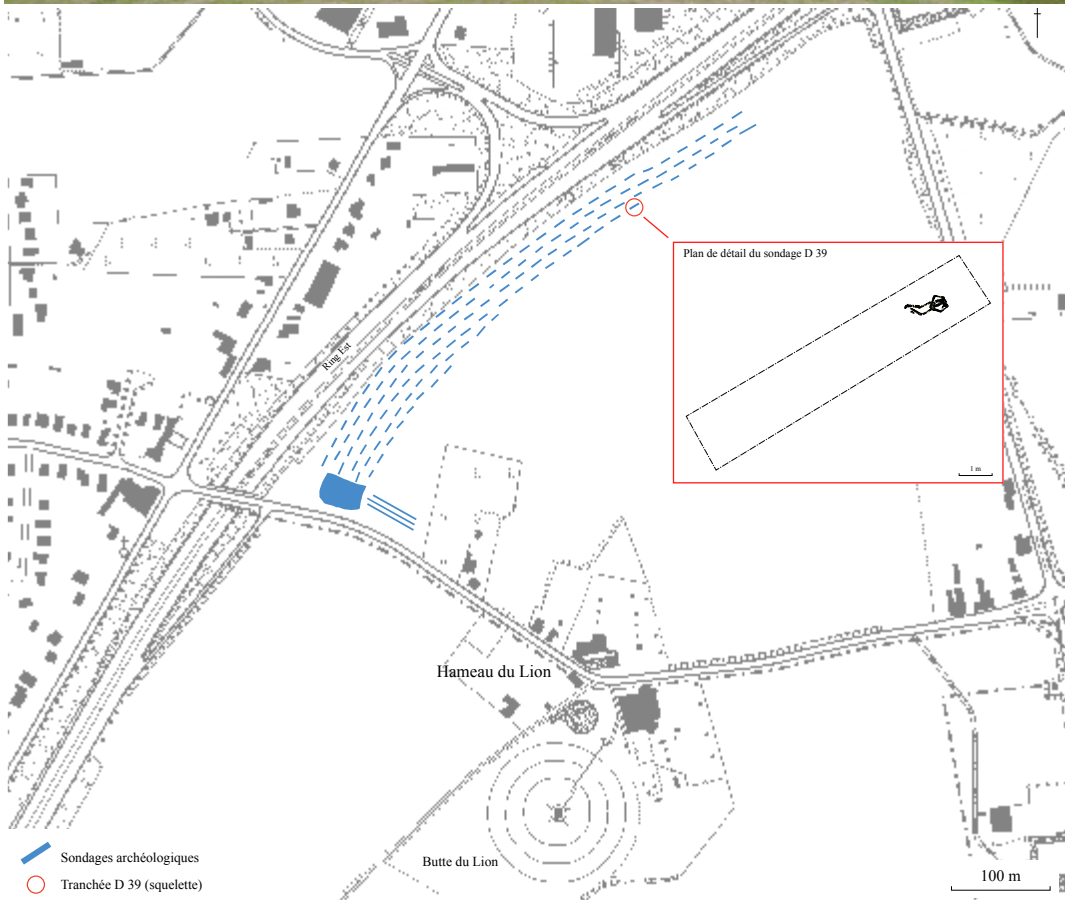 Plan de détail du sondage D 39
1 m
Ring Est
Hameau du Lion
Butte du Lion
Sondages archéologiques
Tranchée D 39 (squelette)
100 m